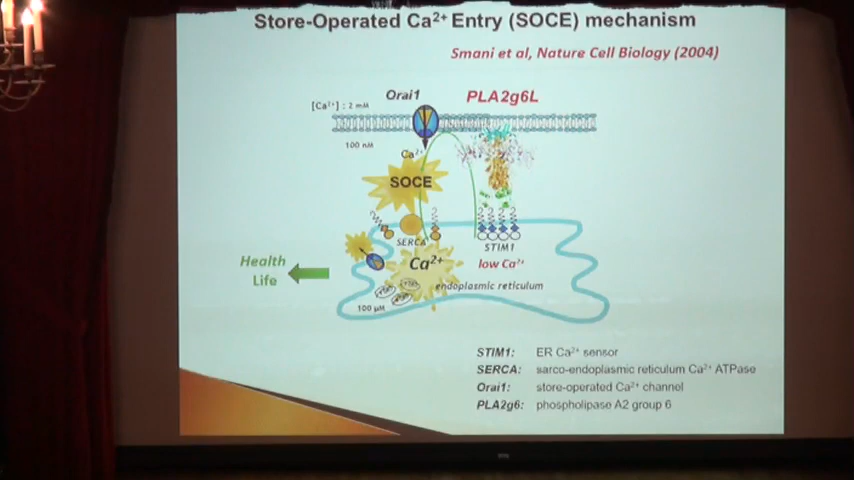 Store-Operated Ca²⁺ Entry (SOCE) mechanism
Smani et al, Nature Cell Biology (2004)
Orai1
PLA2g6L
[Ca²⁺] : 2 mM
100 nM
Ca²⁺
SOCE
SERCA
STIM1
Health
Life
Ca²⁺
low Ca²⁺
endoplasmic reticulum
100 µM
STIM1: ER Ca²⁺ sensor
SERCA: sarco-endoplasmic reticulum Ca²⁺ ATPase
Orai1: store-operated Ca²⁺ channel
PLA2g6: phospholipase A2 group 6